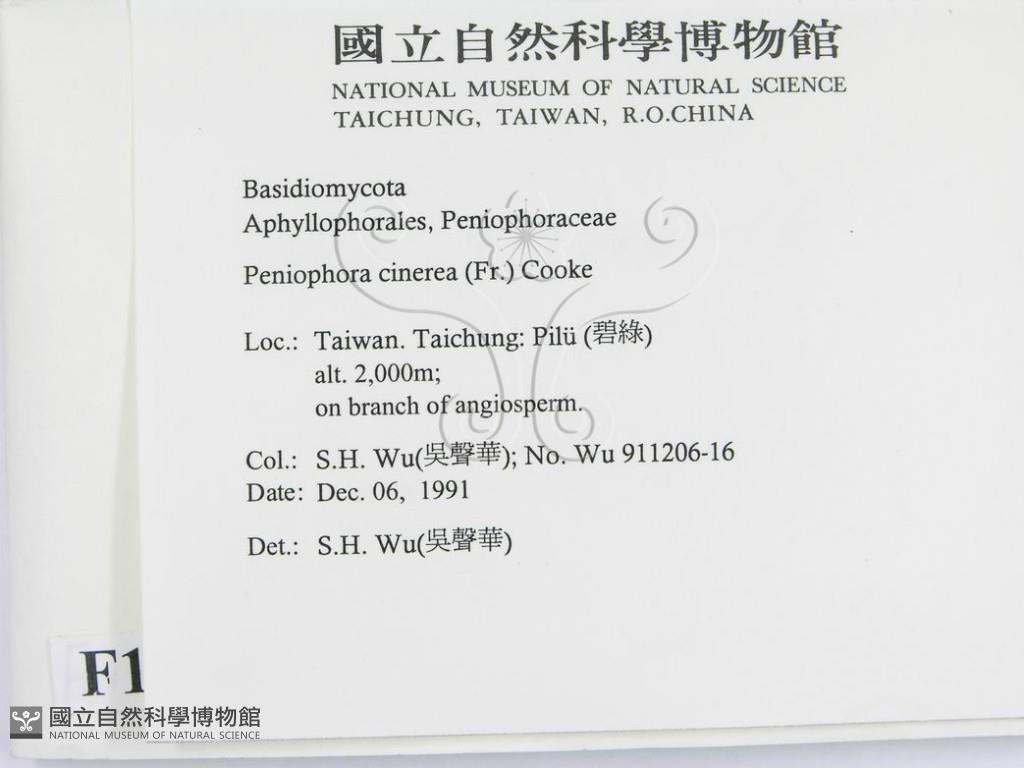 國立自然科學博物館
NATIONAL MUSEUM OF NATURAL SCIENCE
TAICHUNG, TAIWAN, R.O.CHINA
Basidiomycota
Aphyllophorales, Peniophoraceae
Peniophora cinerea (Fr.) Cooke
Loc.: Taiwan. Taichung: Pilü (碧綠)
alt. 2,000m;
on branch of angiosperm.
Col.: S.H. Wu(吳聲華); No. Wu 911206-16
Date: Dec. 06, 1991
Det.: S.H. Wu(吳聲華)
F1
國立自然科學博物館
NATIONAL MUSEUM OF NATURAL SCIENCE